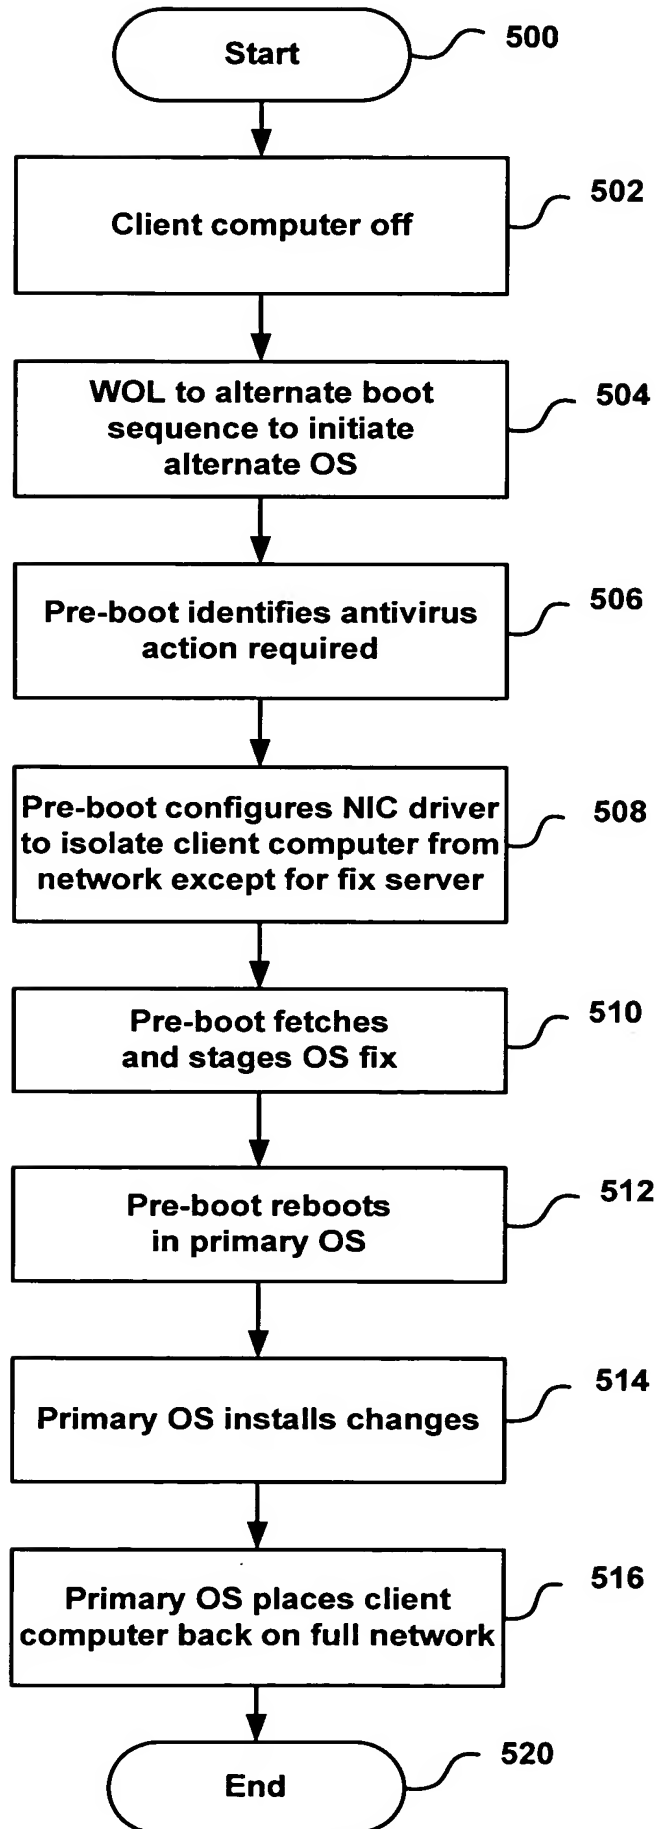 Start
500
Client computer off
502
WOL to alternate boot
sequence to initiate
alternate OS
504
Pre-boot identifies antivirus
action required
506
Pre-boot configures NIC driver
to isolate client computer from
network except for fix server
508
Pre-boot fetches
and stages OS fix
510
Pre-boot reboots
in primary OS
512
Primary OS installs changes
514
Primary OS places client
computer back on full network
516
End
520